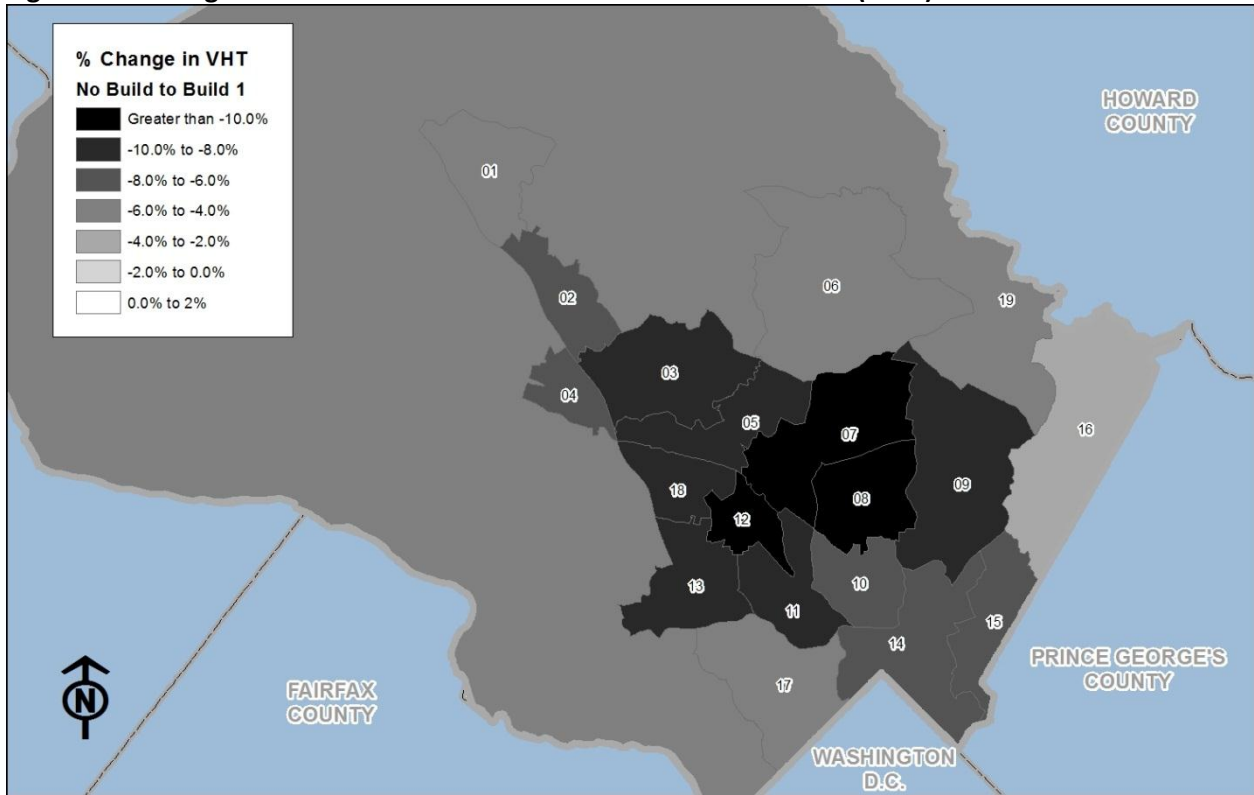 % Change in VHT
No Build to Build 1
Greater than -10.0%
-10.0% to -8.0%
-8.0% to -6.0%
-6.0% to -4.0%
-4.0% to -2.0%
-2.0% to 0.0%
0.0% to 2%
HOWARD
COUNTY
01
02
06
19
03
04
05
07
16
18
08
09
12
13
11
10
14
15
17
PRINCE GEORGE'S
COUNTY
N
FAIRFAX
COUNTY
WASHINGTON
D.C.